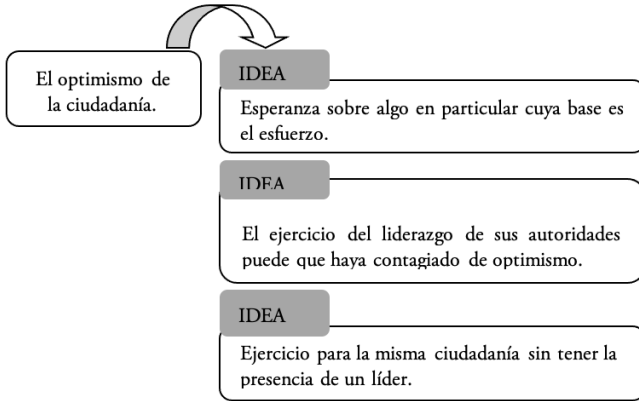 El optimismo de
la ciudadanía.
IDEA
Esperanza sobre algo en particular cuya base es
el esfuerzo.
IDEA
El ejercicio del liderazgo de sus autoridades
puede que haya contagiado de optimismo.
IDEA
Ejercicio para la misma ciudadanía sin tener la
presencia de un líder.